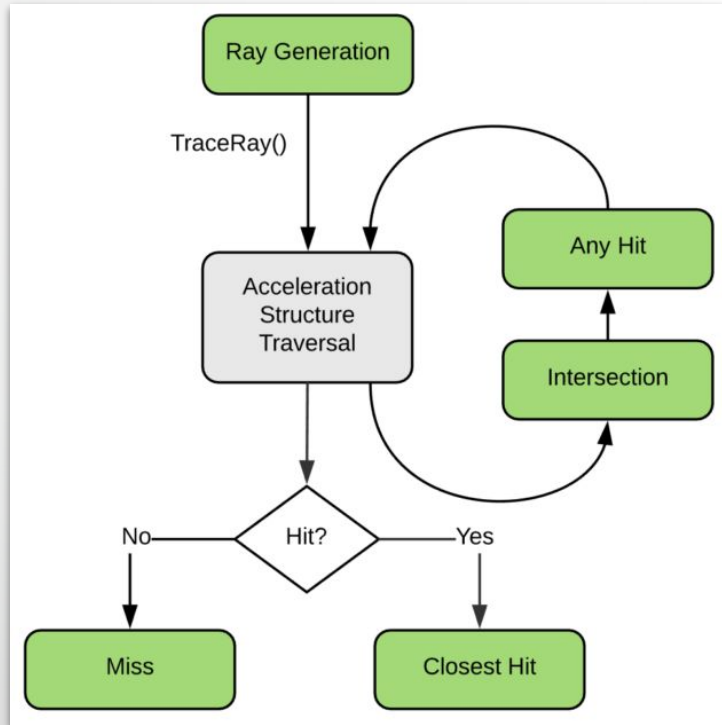 Ray Generation
TraceRay()
Any Hit
Acceleration
Structure
Traversal
Intersection
Hit?
No
Yes
Miss
Closest Hit